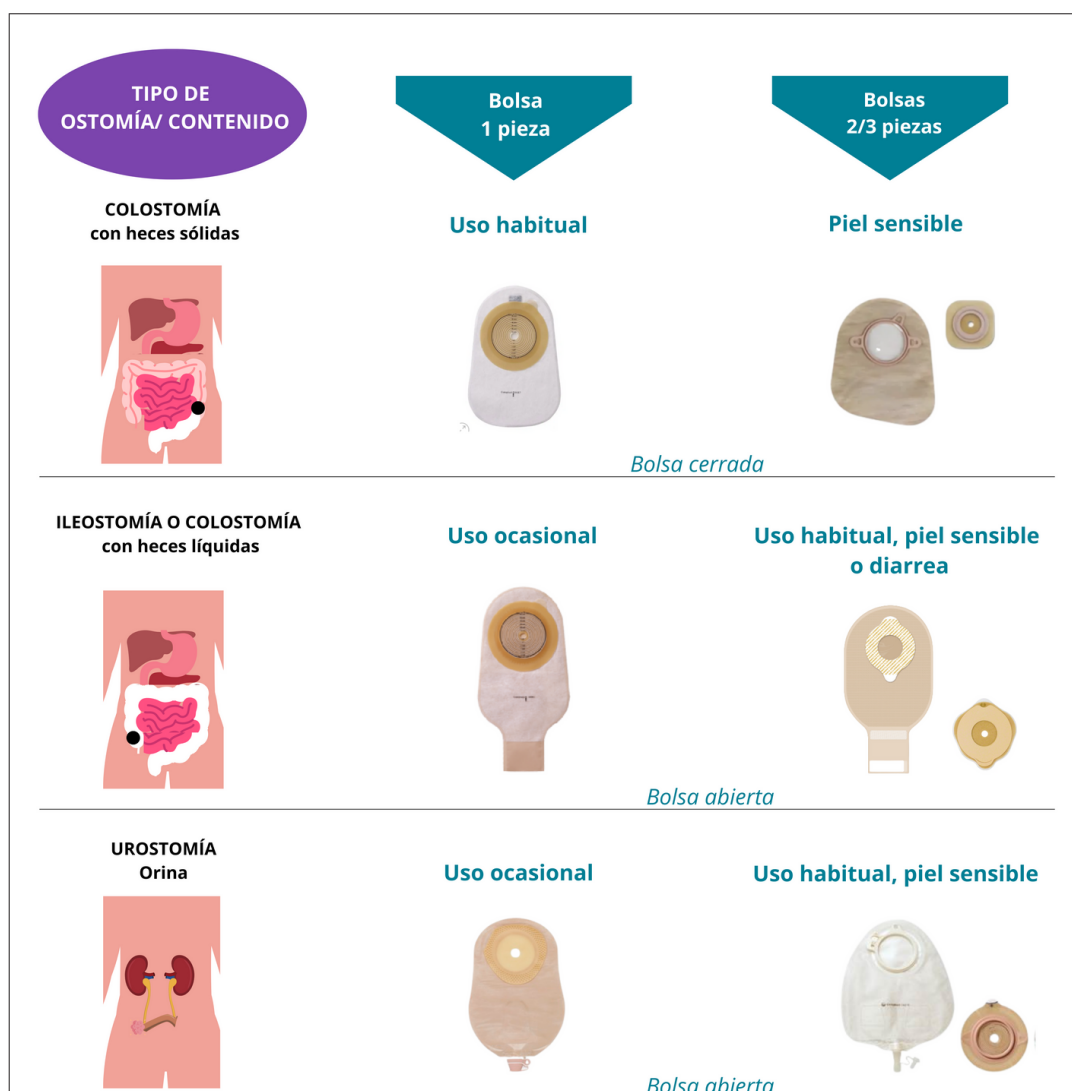 TIPO DE
OSTOMÍA/ CONTENIDO
Bolsa
1 pieza
Bolsas
2/3 piezas
COLOSTOMÍA
con heces sólidas
Uso habitual
Piel sensible
Bolsa cerrada
ILEOSTOMÍA O COLOSTOMÍA
con heces líquidas
Uso ocasional
Uso habitual, piel sensible
o diarrea
Bolsa abierta
UROSTOMÍA
Orina
Uso ocasional
Uso habitual, piel sensible
Bolsa abierta